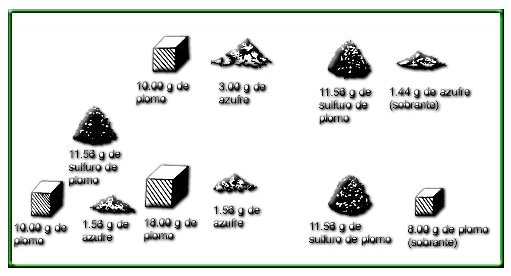 10.00 g de
plomo
3.00 g de
azufre
11.56 g de
sulfuro de
plomo
1.44 g de azufre
(sobrante)
11.56 g de
sulfuro de
plomo
10.00 g de
plomo
1.56 g de
azufre
18.00 g de
plomo
1.56 g de
azufre
11.56 g de
sulfuro de plomo
8.00 g de plomo
(sobrante)